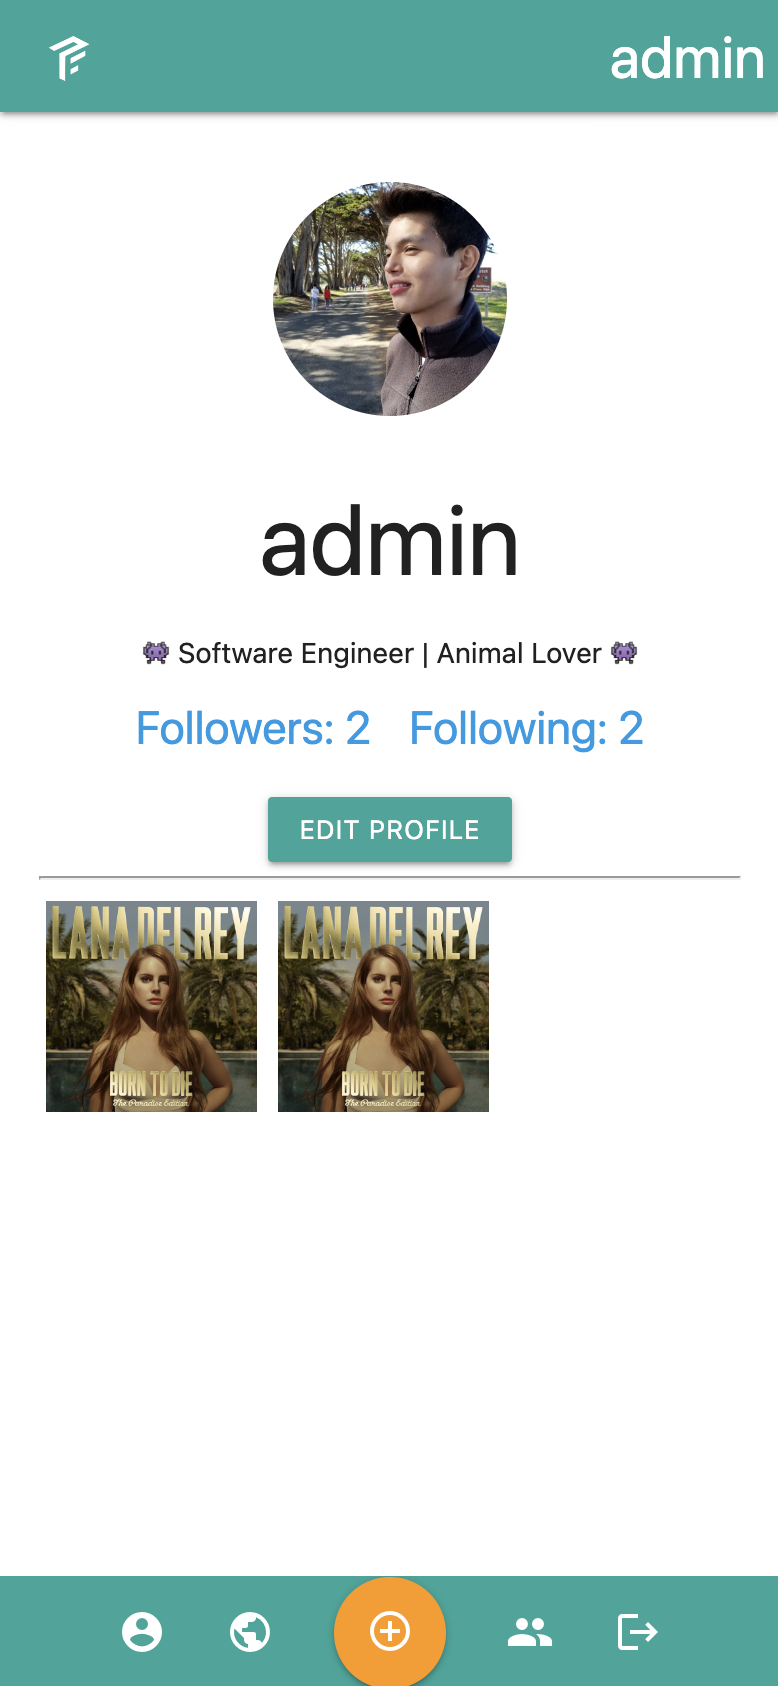 admin
admin
👾 Software Engineer | Animal Lover 👾
Followers: 2 Following: 2
EDIT PROFILE
LANA DEL REY LANA DEL REY
BORN TO DIE BORN TO DIE
The Paradise Edition The Paradise Edition